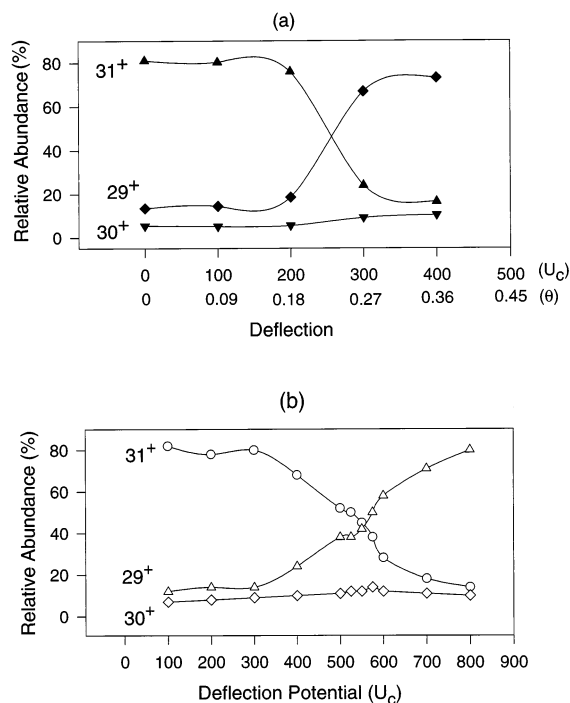 (a)
Relative Abundance (%)
80
60
40
20
0
31+
29+
30+
0 100 200 300 400 500 (Uc)
0 0.09 0.18 0.27 0.36 0.45 (θ)
Deflection
(b)
Relative Abundance (%)
80
60
40
20
0
31+
29+
30+
0 100 200 300 400 500 600 700 800 900
Deflection Potential (Uc)